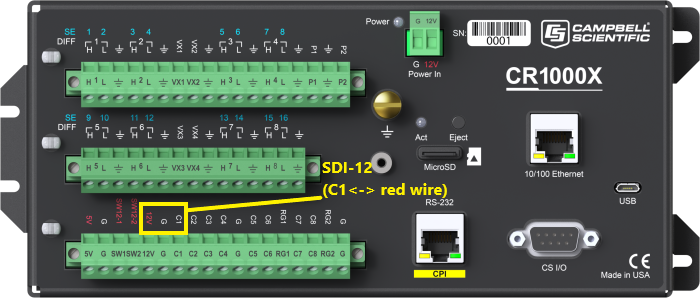 Power
G 12V
G 12V
Power In
SN:
0001
CAMPBELL
SCIENTIFIC
CR1000X
SE 1 2 3 4 5 6 7 8
DIFF 1 2 VX1 VX2 3 4 P1 P2
H L H L H L H L
H 1 L H 2 L VX1 VX2 H 3 L H 4 L P1 P2
SE 9 10 11 12 13 14 15 16
DIFF 5 6 VX3 VX4 7 8
H L H L H L H L
H 5 L H 6 L VX3 VX4 H 7 L H 8 L
Act
Eject
MicroSD
SDI-12
(C1<-> red wire)
10/100 Ethernet
USB
5V G SW12-1 SW12-2 12V G C1 C2 C3 C4 G C5 C6 RG1 C7 C8 RG2 G
5V G SW1 SW2 12V G C1 C2 C3 C4 G C5 C6 RG1 C7 C8 RG2 G
RS-232
CPI
CS I/O
CE
Made in USA